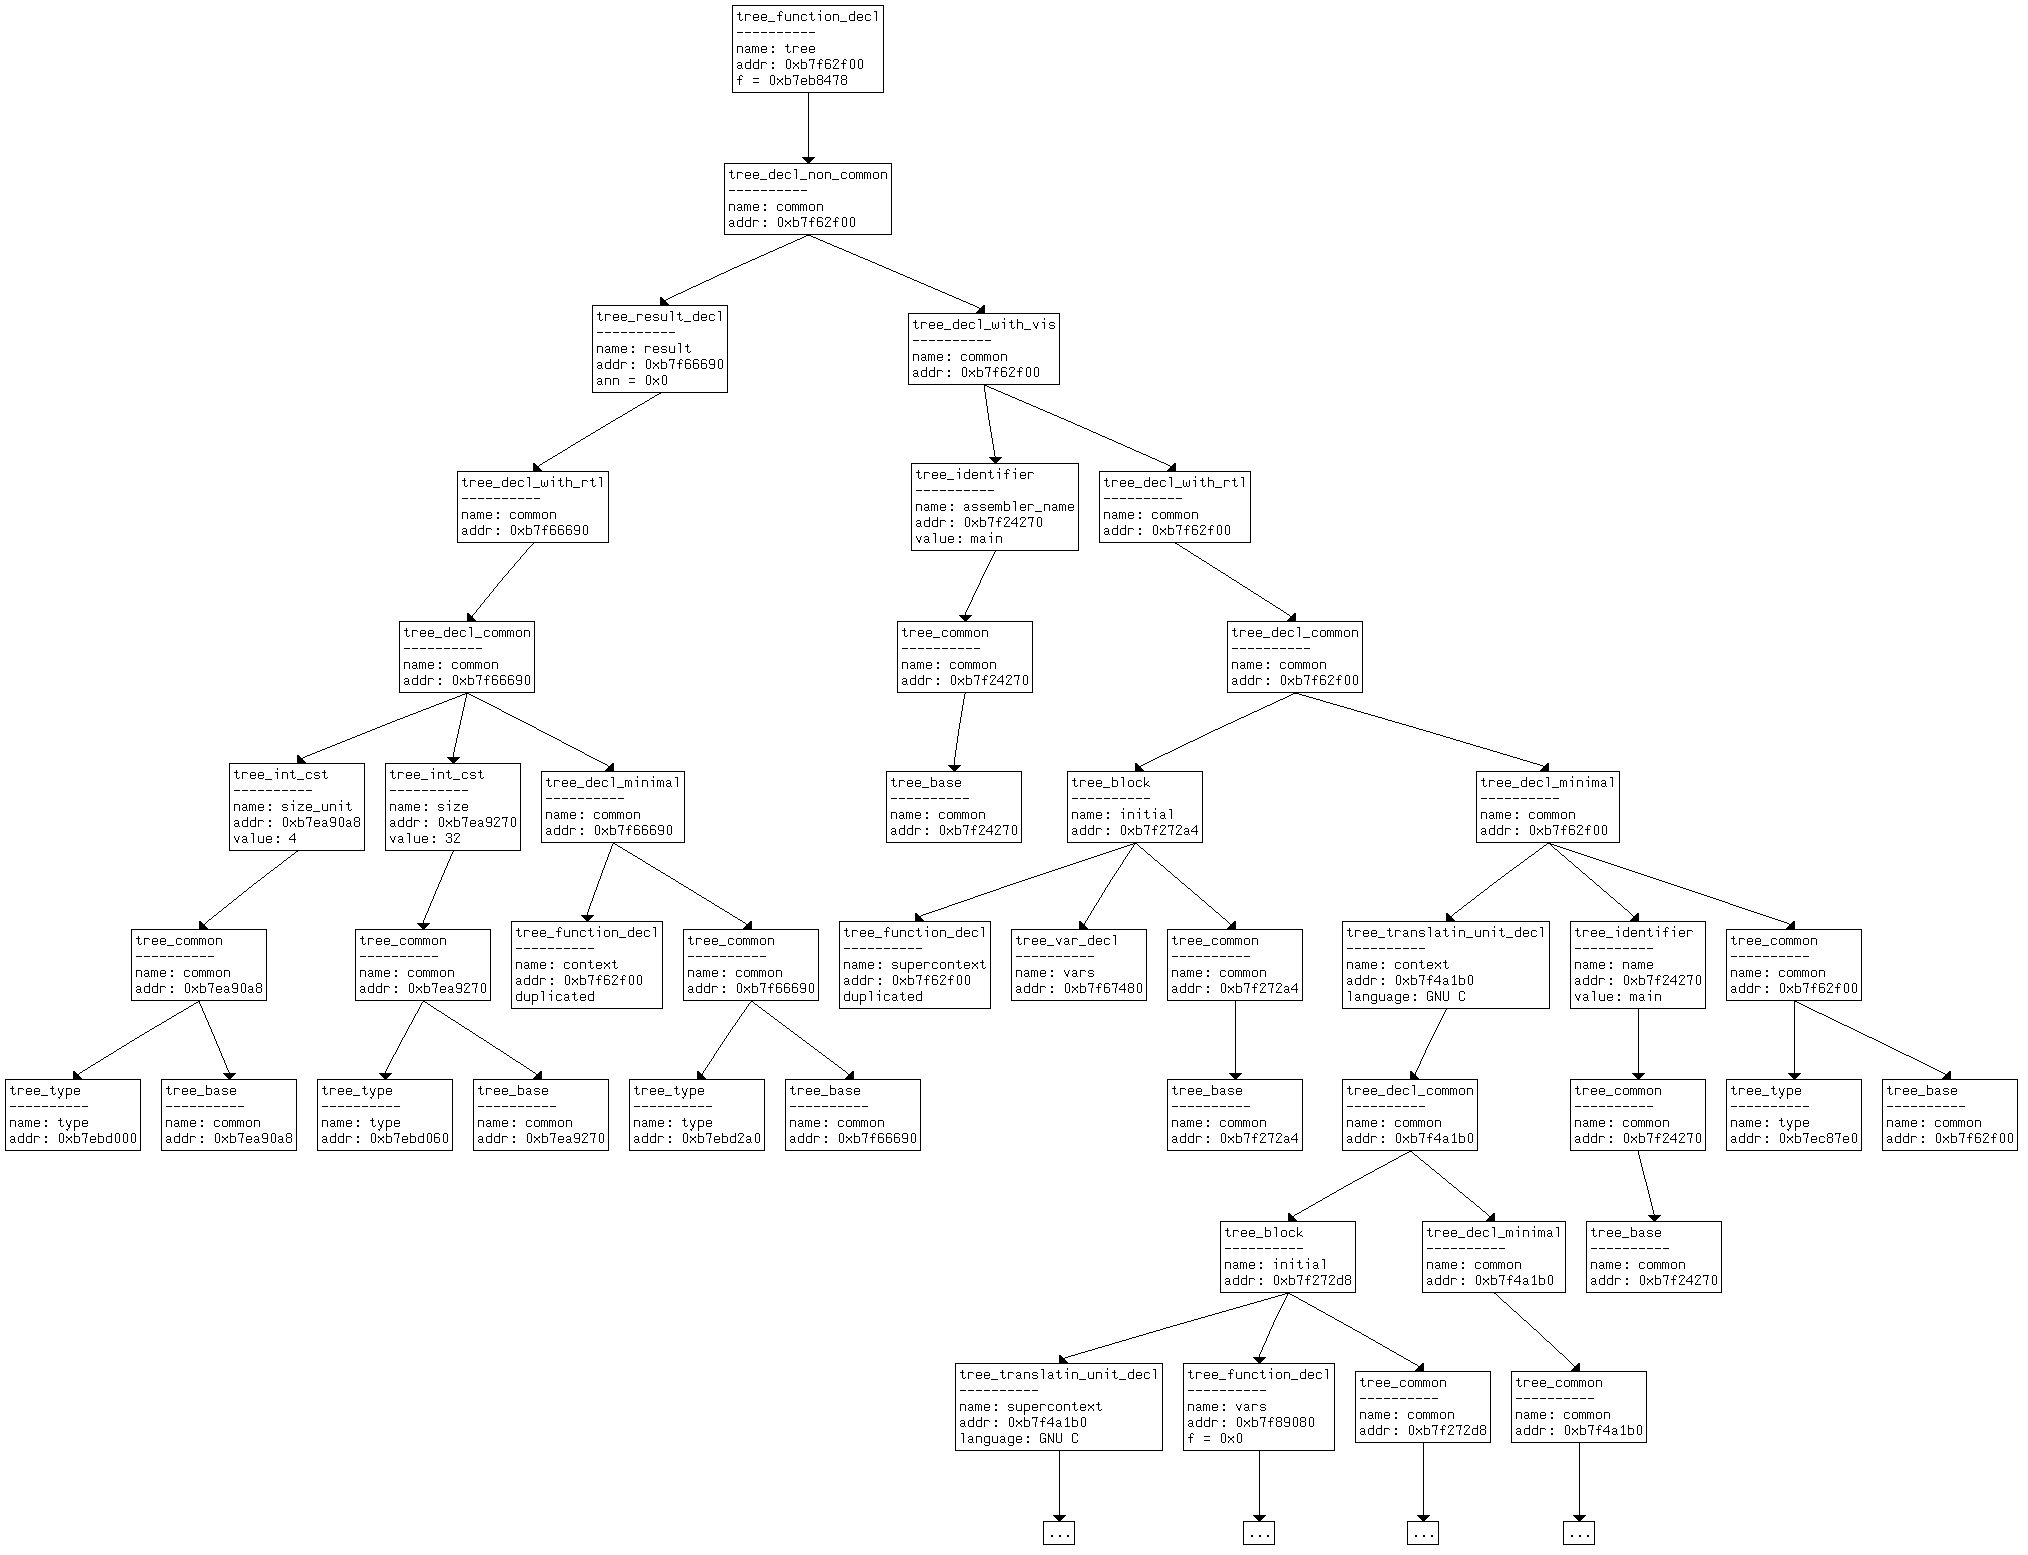 tree_function_decl
----------
name: tree
addr: 0xb7f62f00
f = 0xb7eb8478
tree_decl_non_common
----------
name: common
addr: 0xb7f62f00
tree_result_decl
----------
name: result
addr: 0xb7f66690
ann = 0x0
tree_decl_with_vis
----------
name: common
addr: 0xb7f62f00
tree_decl_with_rtl
----------
name: common
addr: 0xb7f66690
tree_identifier
----------
name: assembler_name
addr: 0xb7f24270
value: main
tree_decl_with_rtl
----------
name: common
addr: 0xb7f62f00
tree_decl_common
----------
name: common
addr: 0xb7f66690
tree_common
----------
name: common
addr: 0xb7f24270
tree_decl_common
----------
name: common
addr: 0xb7f62f00
tree_int_cst
----------
name: size_unit
addr: 0xb7ea90a8
value: 4
tree_int_cst
----------
name: size
addr: 0xb7ea9270
value: 32
tree_decl_minimal
----------
name: common
addr: 0xb7f66690
tree_base
----------
name: common
addr: 0xb7f24270
tree_block
----------
name: initial
addr: 0xb7f272a4
tree_decl_minimal
----------
name: common
addr: 0xb7f62f00
tree_common
----------
name: common
addr: 0xb7ea90a8
tree_common
----------
name: common
addr: 0xb7ea9270
tree_function_decl
----------
name: context
addr: 0xb7f62f00
duplicated
tree_common
----------
name: common
addr: 0xb7f66690
tree_function_decl
----------
name: supercontext
addr: 0xb7f62f00
duplicated
tree_var_decl
----------
name: vars
addr: 0xb7f67480
tree_common
----------
name: common
addr: 0xb7f272a4
tree_translatin_unit_decl
----------
name: context
addr: 0xb7f4a1b0
language: GNU C
tree_identifier
----------
name: name
addr: 0xb7f24270
value: main
tree_common
----------
name: common
addr: 0xb7f62f00
tree_type
----------
name: type
addr: 0xb7ebd000
tree_base
----------
name: common
addr: 0xb7ea90a8
tree_type
----------
name: type
addr: 0xb7ebd060
tree_base
----------
name: common
addr: 0xb7ea9270
tree_type
----------
name: type
addr: 0xb7ebd2a0
tree_base
----------
name: common
addr: 0xb7f66690
tree_base
----------
name: common
addr: 0xb7f272a4
tree_decl_common
----------
name: common
addr: 0xb7f4a1b0
tree_common
----------
name: common
addr: 0xb7f24270
tree_type
----------
name: type
addr: 0xb7ec87e0
tree_base
----------
name: common
addr: 0xb7f62f00
tree_block
----------
name: initial
addr: 0xb7f272d8
tree_decl_minimal
----------
name: common
addr: 0xb7f4a1b0
tree_base
----------
name: common
addr: 0xb7f24270
tree_translatin_unit_decl
----------
name: supercontext
addr: 0xb7f4a1b0
language: GNU C
tree_function_decl
----------
name: vars
addr: 0xb7f89080
f = 0x0
tree_common
----------
name: common
addr: 0xb7f272d8
tree_common
----------
name: common
addr: 0xb7f4a1b0
...
...
...
...